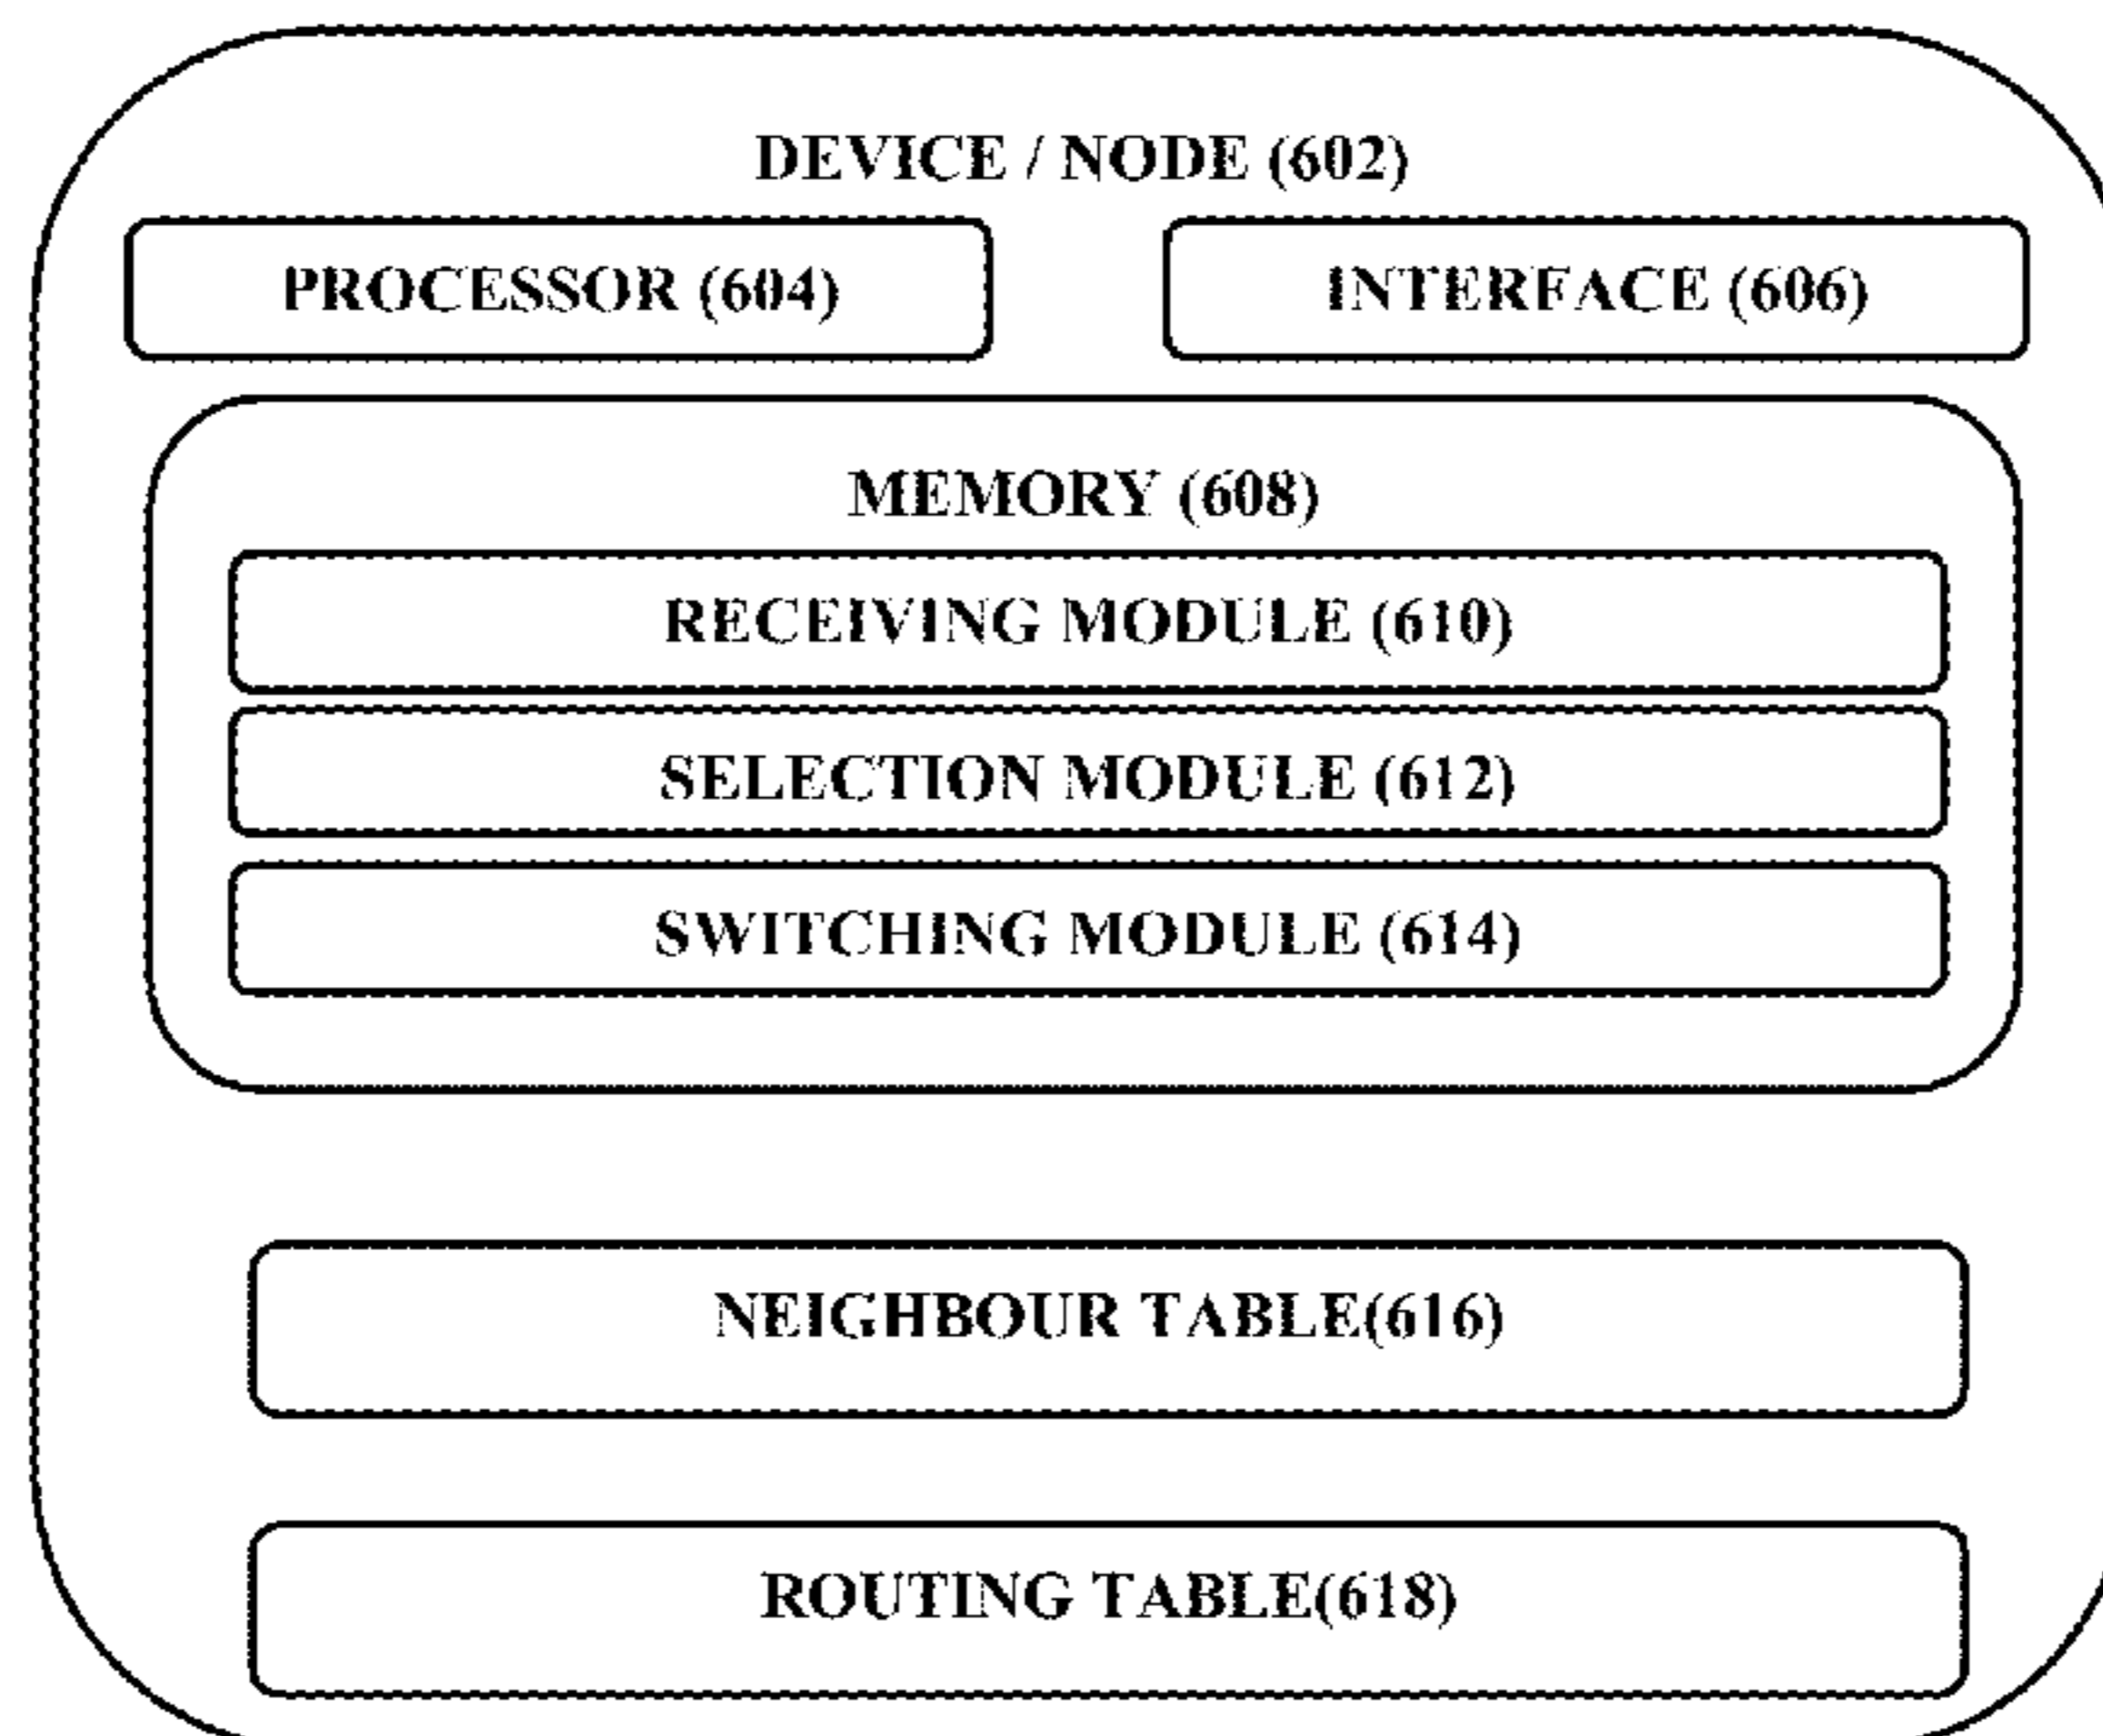 DEVICE / NODE (602)
PROCESSOR (604)
INTERFACE (606)
MEMORY (608)
RECEIVING MODULE (610)
SELECTION MODULE (612)
SWITCHING MODULE (614)
NEIGHBOUR TABLE(616)
ROUTING TABLE(618)